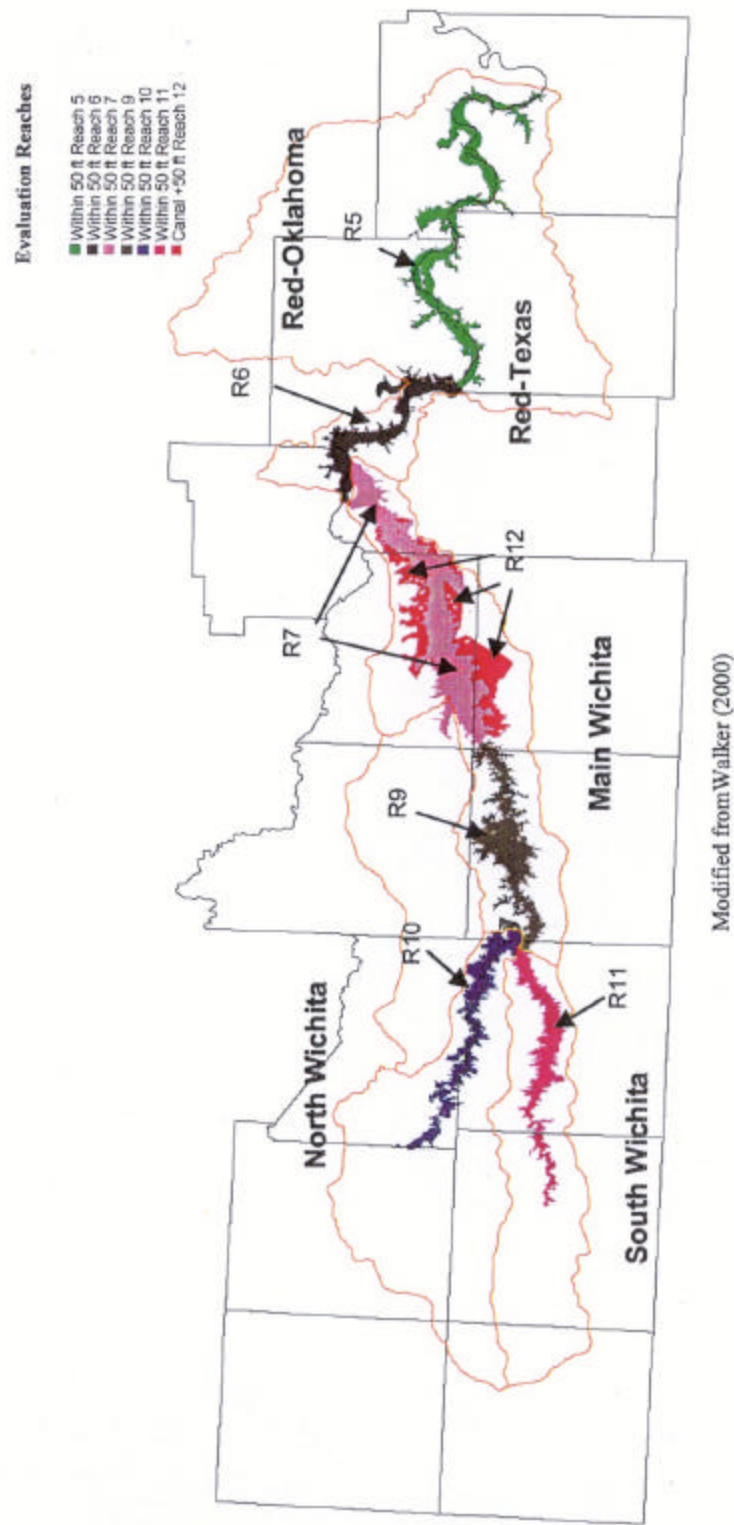 Evaluation Reaches
Within 50 ft Reach 5
Within 50 ft Reach 6
Within 50 ft Reach 7
Within 50 ft Reach 9
Within 50 ft Reach 10
Within 50 ft Reach 11
Canal +50 ft Reach 12
Red-Oklahoma
R5
R6
Red-Texas
R7
R12
R9
Main Wichita
R10
North Wichita
R11
South Wichita
Modified fromWalker (2000)